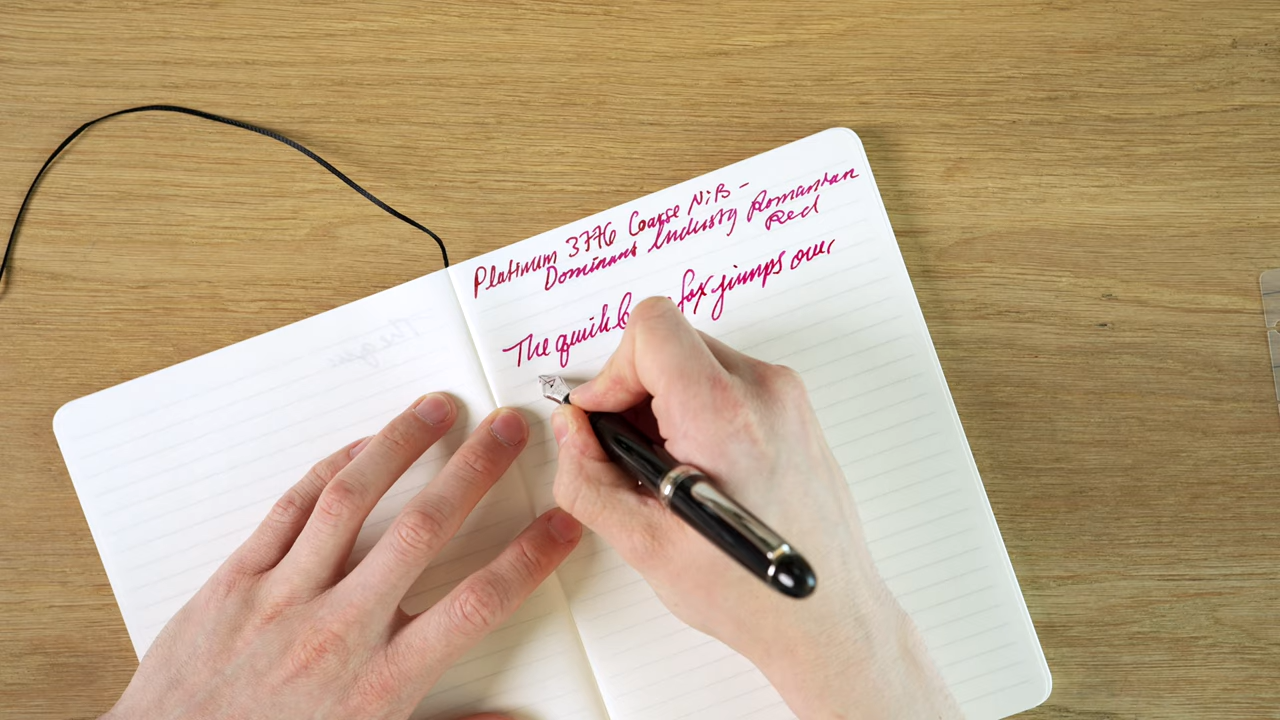 Platinum 3776 Coarse Nib -
Dominant Industry Romanian
Red
The quick fox jumps over